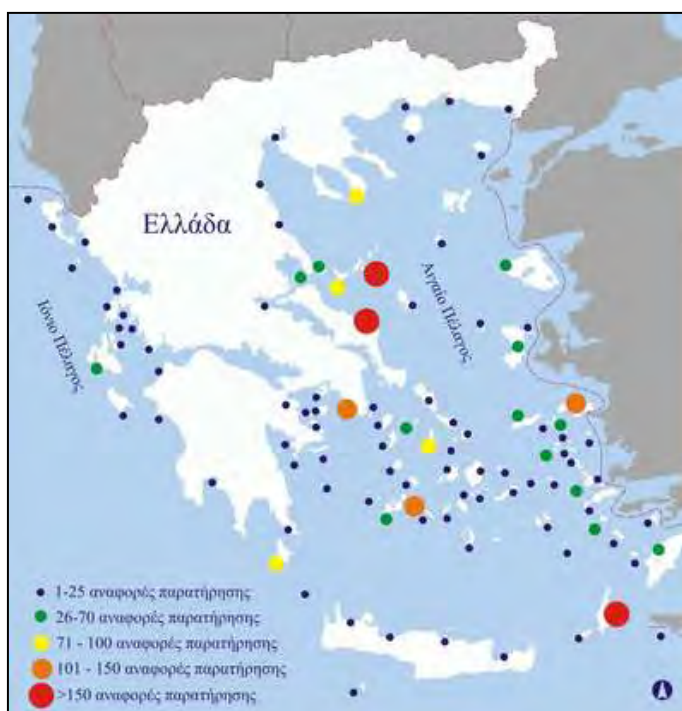 Ελλάδα
Αιγαίο Πέλαγος
Ιόνιο Πέλαγος
1-25 αναφορές παρατήρησης
26-70 αναφορές παρατήρησης
71 - 100 αναφορές παρατήρησης
101 - 150 αναφορές παρατήρησης
>150 αναφορές παρατήρησης